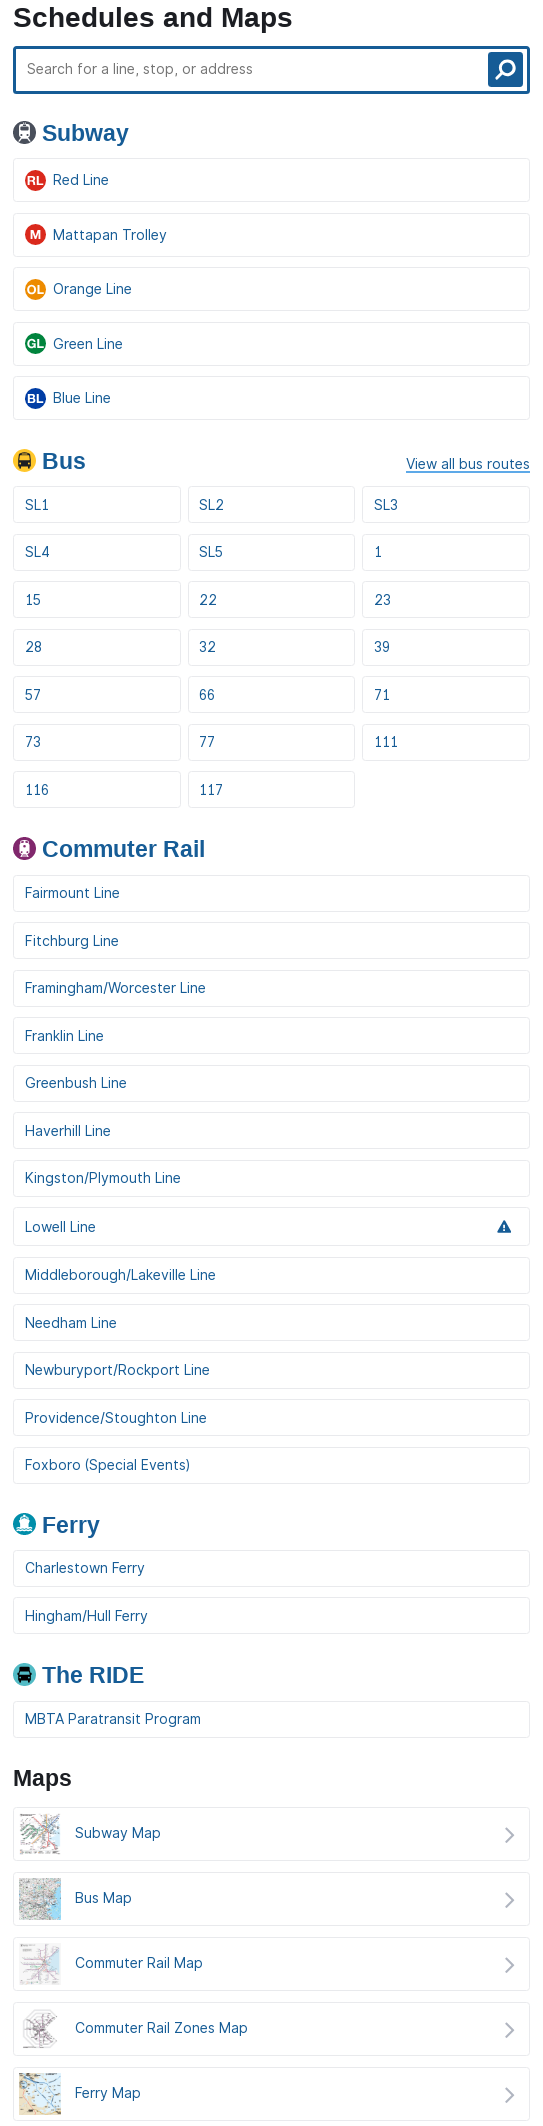 Schedules and Maps
Search for a line, stop, or address
Subway
RL Red Line
M Mattapan Trolley
OL Orange Line
GL Green Line
BL Blue Line
Bus View all bus routes
SL1 SL2 SL3
SL4 SL5 1
15 22 23
28 32 39
57 66 71
73 77 111
116 117
Commuter Rail
Fairmount Line
Fitchburg Line
Framingham/Worcester Line
Franklin Line
Greenbush Line
Haverhill Line
Kingston/Plymouth Line
Lowell Line
Middleborough/Lakeville Line
Needham Line
Newburyport/Rockport Line
Providence/Stoughton Line
Foxboro (Special Events)
Ferry
Charlestown Ferry
Hingham/Hull Ferry
The RIDE
MBTA Paratransit Program
Maps
Subway Map
Bus Map
Commuter Rail Map
Commuter Rail Zones Map
Ferry Map